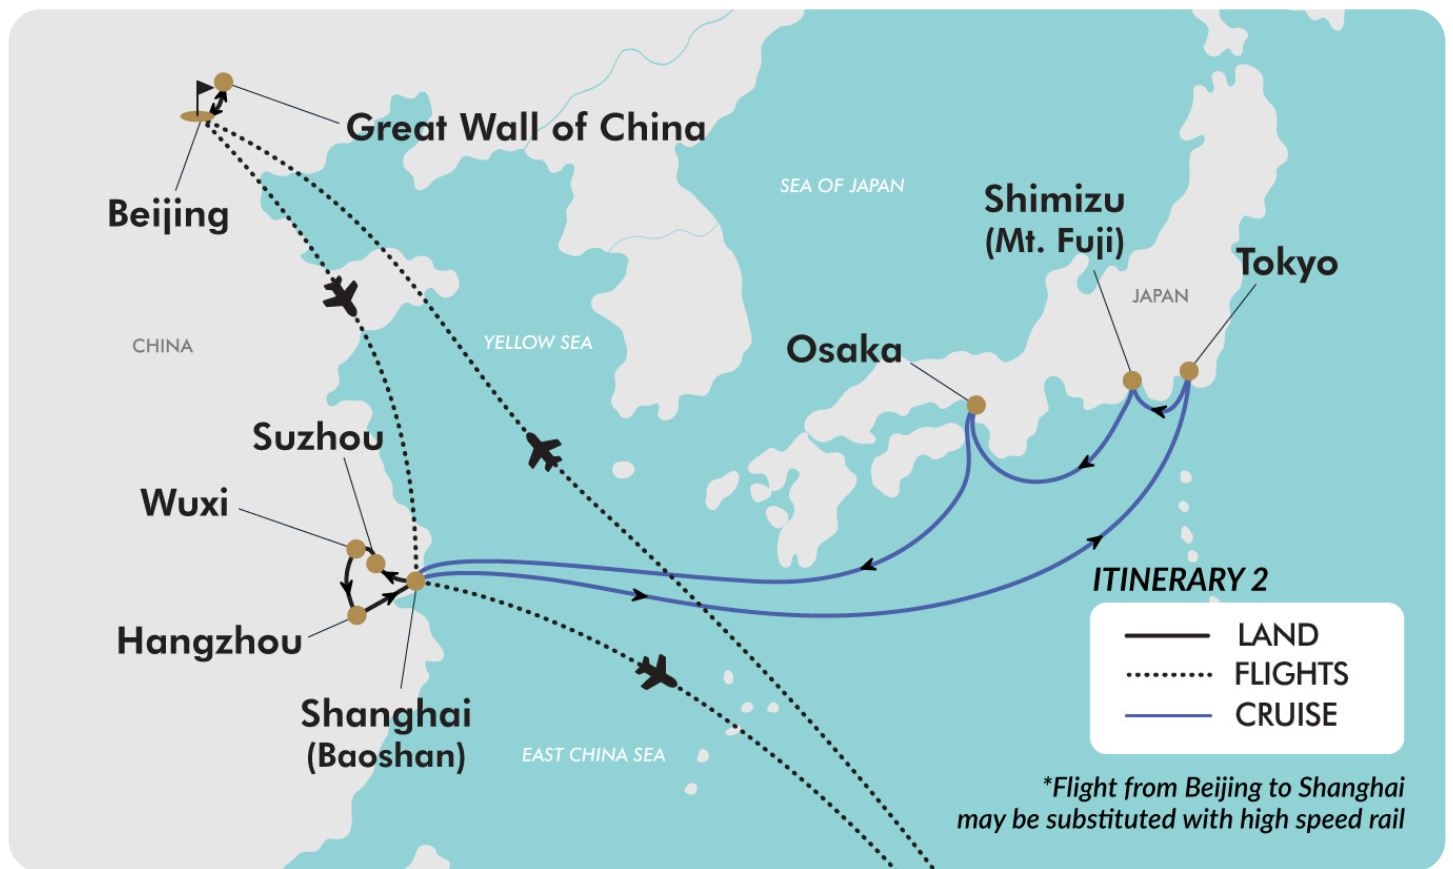 Great Wall of China
Beijing
SEA OF JAPAN
Shimizu
(Mt. Fuji)
Tokyo
JAPAN
CHINA
YELLOW SEA
Osaka
Suzhou
Wuxi
Hangzhou
Shanghai
(Baoshan)
EAST CHINA SEA
ITINERARY 2
LAND
FLIGHTS
CRUISE
*Flight from Beijing to Shanghai
may be substituted with high speed rail